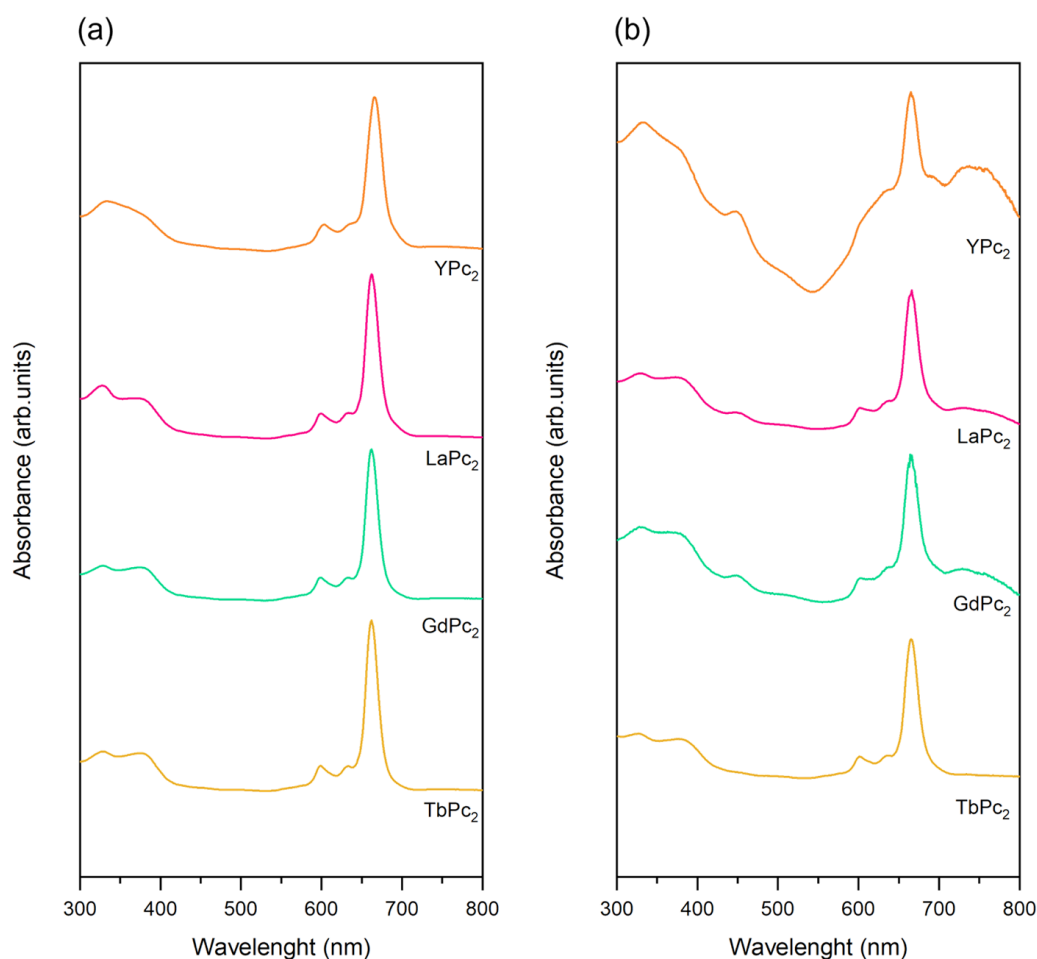 (a)
Absorbance (arb.units)
YPc₂
LaPc₂
GdPc₂
TbPc₂
300 400 500 600 700 800
Wavelenght (nm)
(b)
Absorbance (arb.units)
YPc₂
LaPc₂
GdPc₂
TbPc₂
300 400 500 600 700 800
Wavelenght (nm)